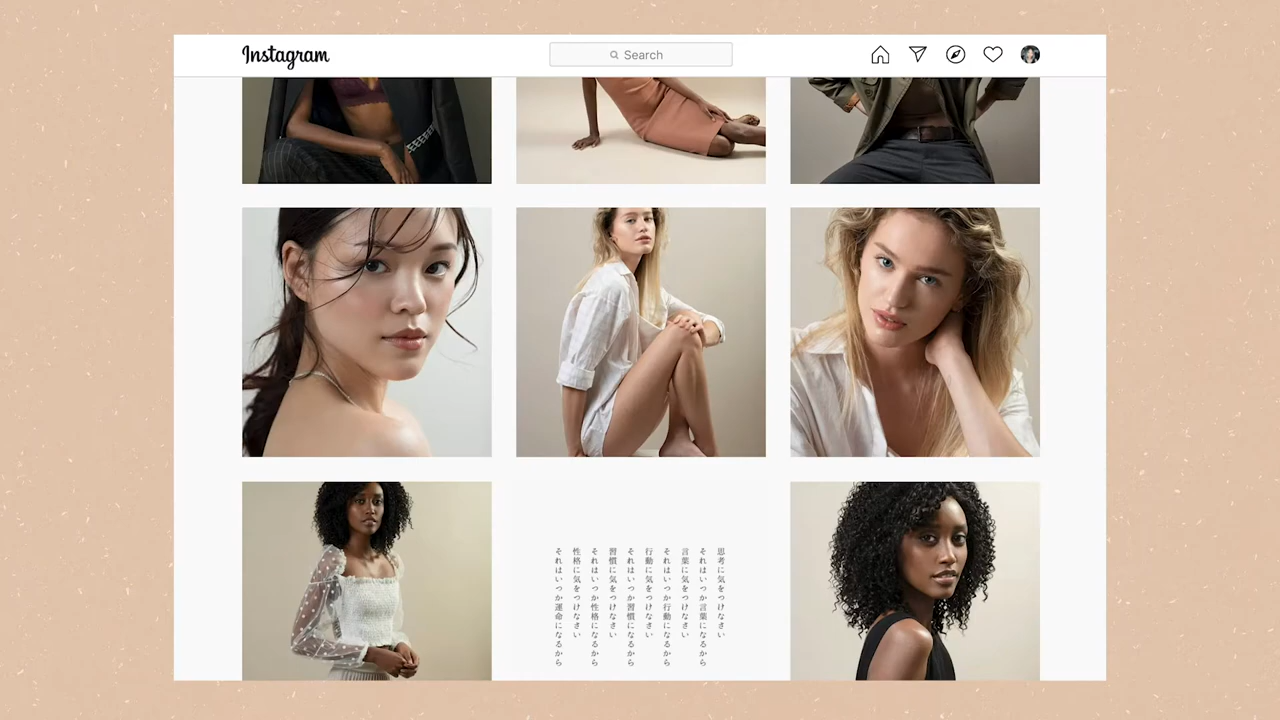 Instagram
Search
思考に気をつけなさい
それはいつか言葉になるから
言葉に気をつけなさい
それはいつか行動になるから
行動に気をつけなさい
それはいつか習慣になるから
習慣に気をつけなさい
それはいつか性格になるから
性格に気をつけなさい
それはいつか運命になるから